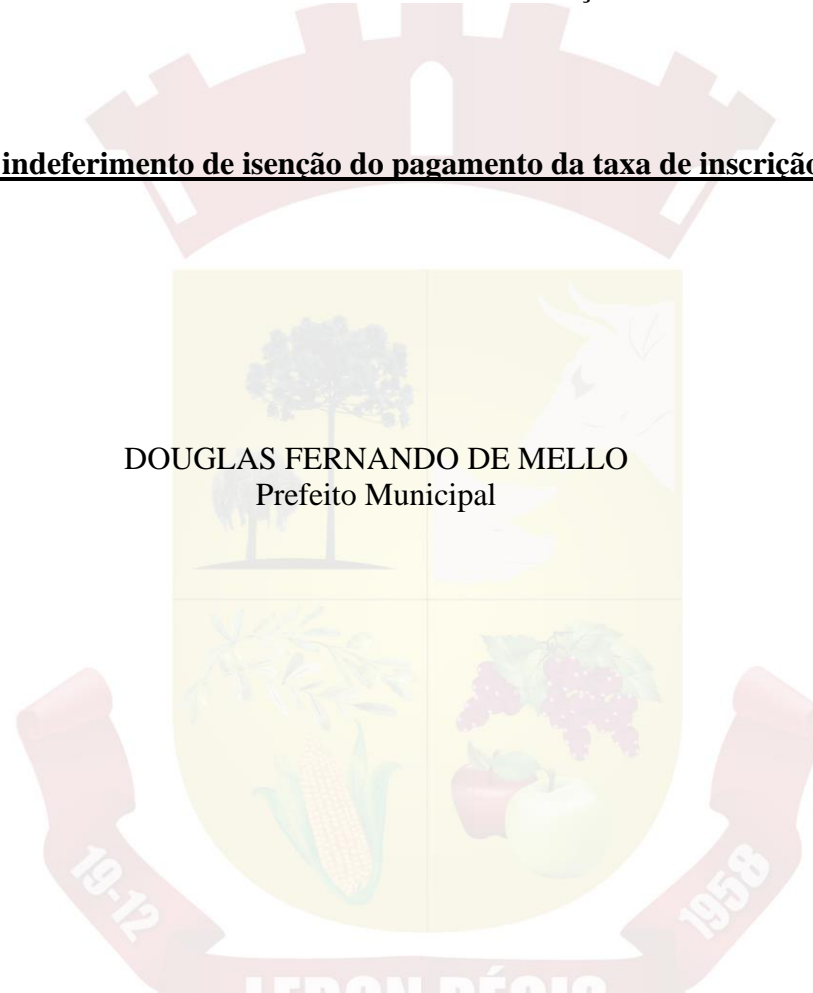 indeferimento de isenção do pagamento da taxa de inscrição
DOUGLAS FERNANDO DE MELLO
Prefeito Municipal
19-12
1958